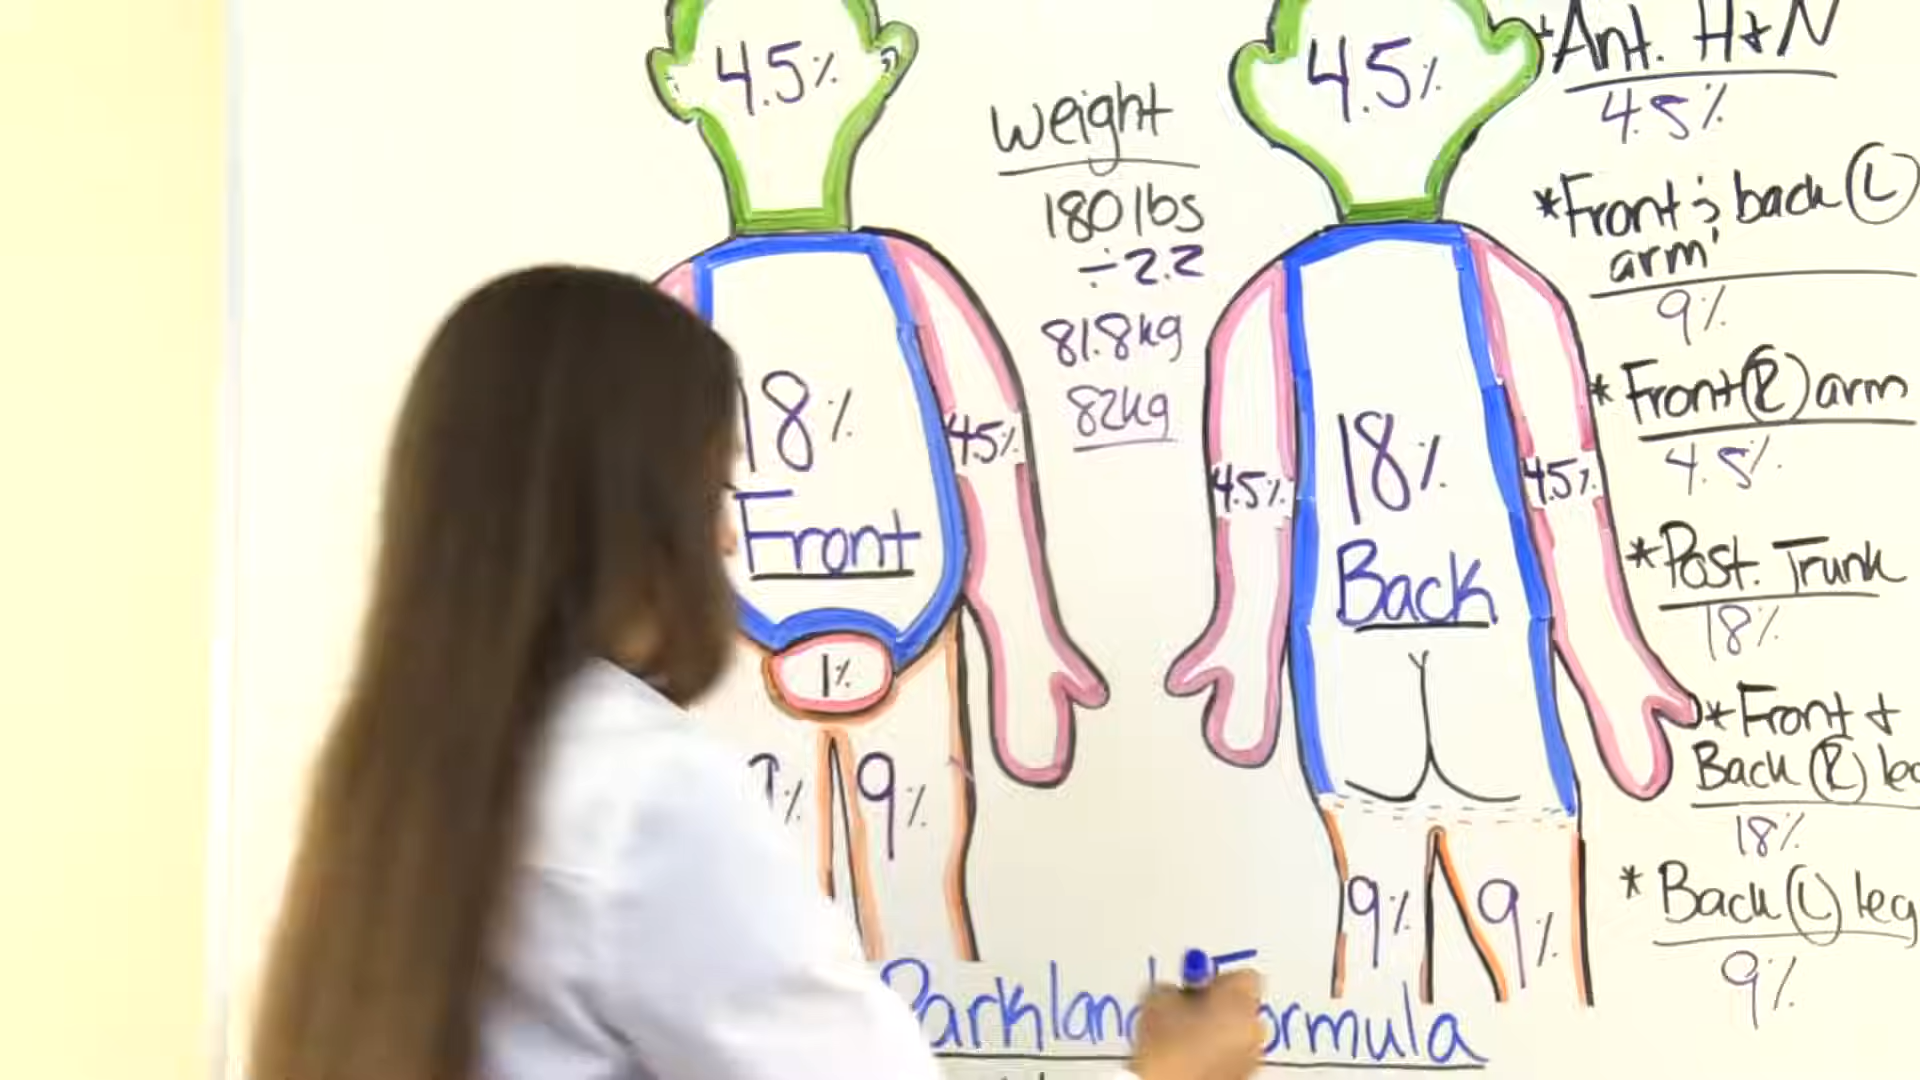 4.5%
18%
Front
4.5%
1%
9%
weight
180 lbs
÷2.2
81.8kg
82kg
4.5%
18%
Back
4.5%
4.5%
9%
9%
Parkland Formula
*Ant. H+N
4.5%
*Front & back (L)
arm
9%
*Front (R) arm
4.5%
*Post. Trunk
18%
*Front +
Back (R)
18%
*Back (L) leg
9%